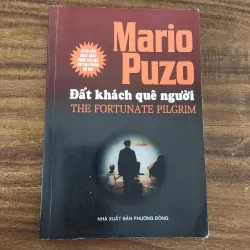 Mario
Puzo
Đất khách quê người
THE FORTUNATE PILGRIM
NHÀ XUẤT BẢN PHƯƠNG ĐÔNG